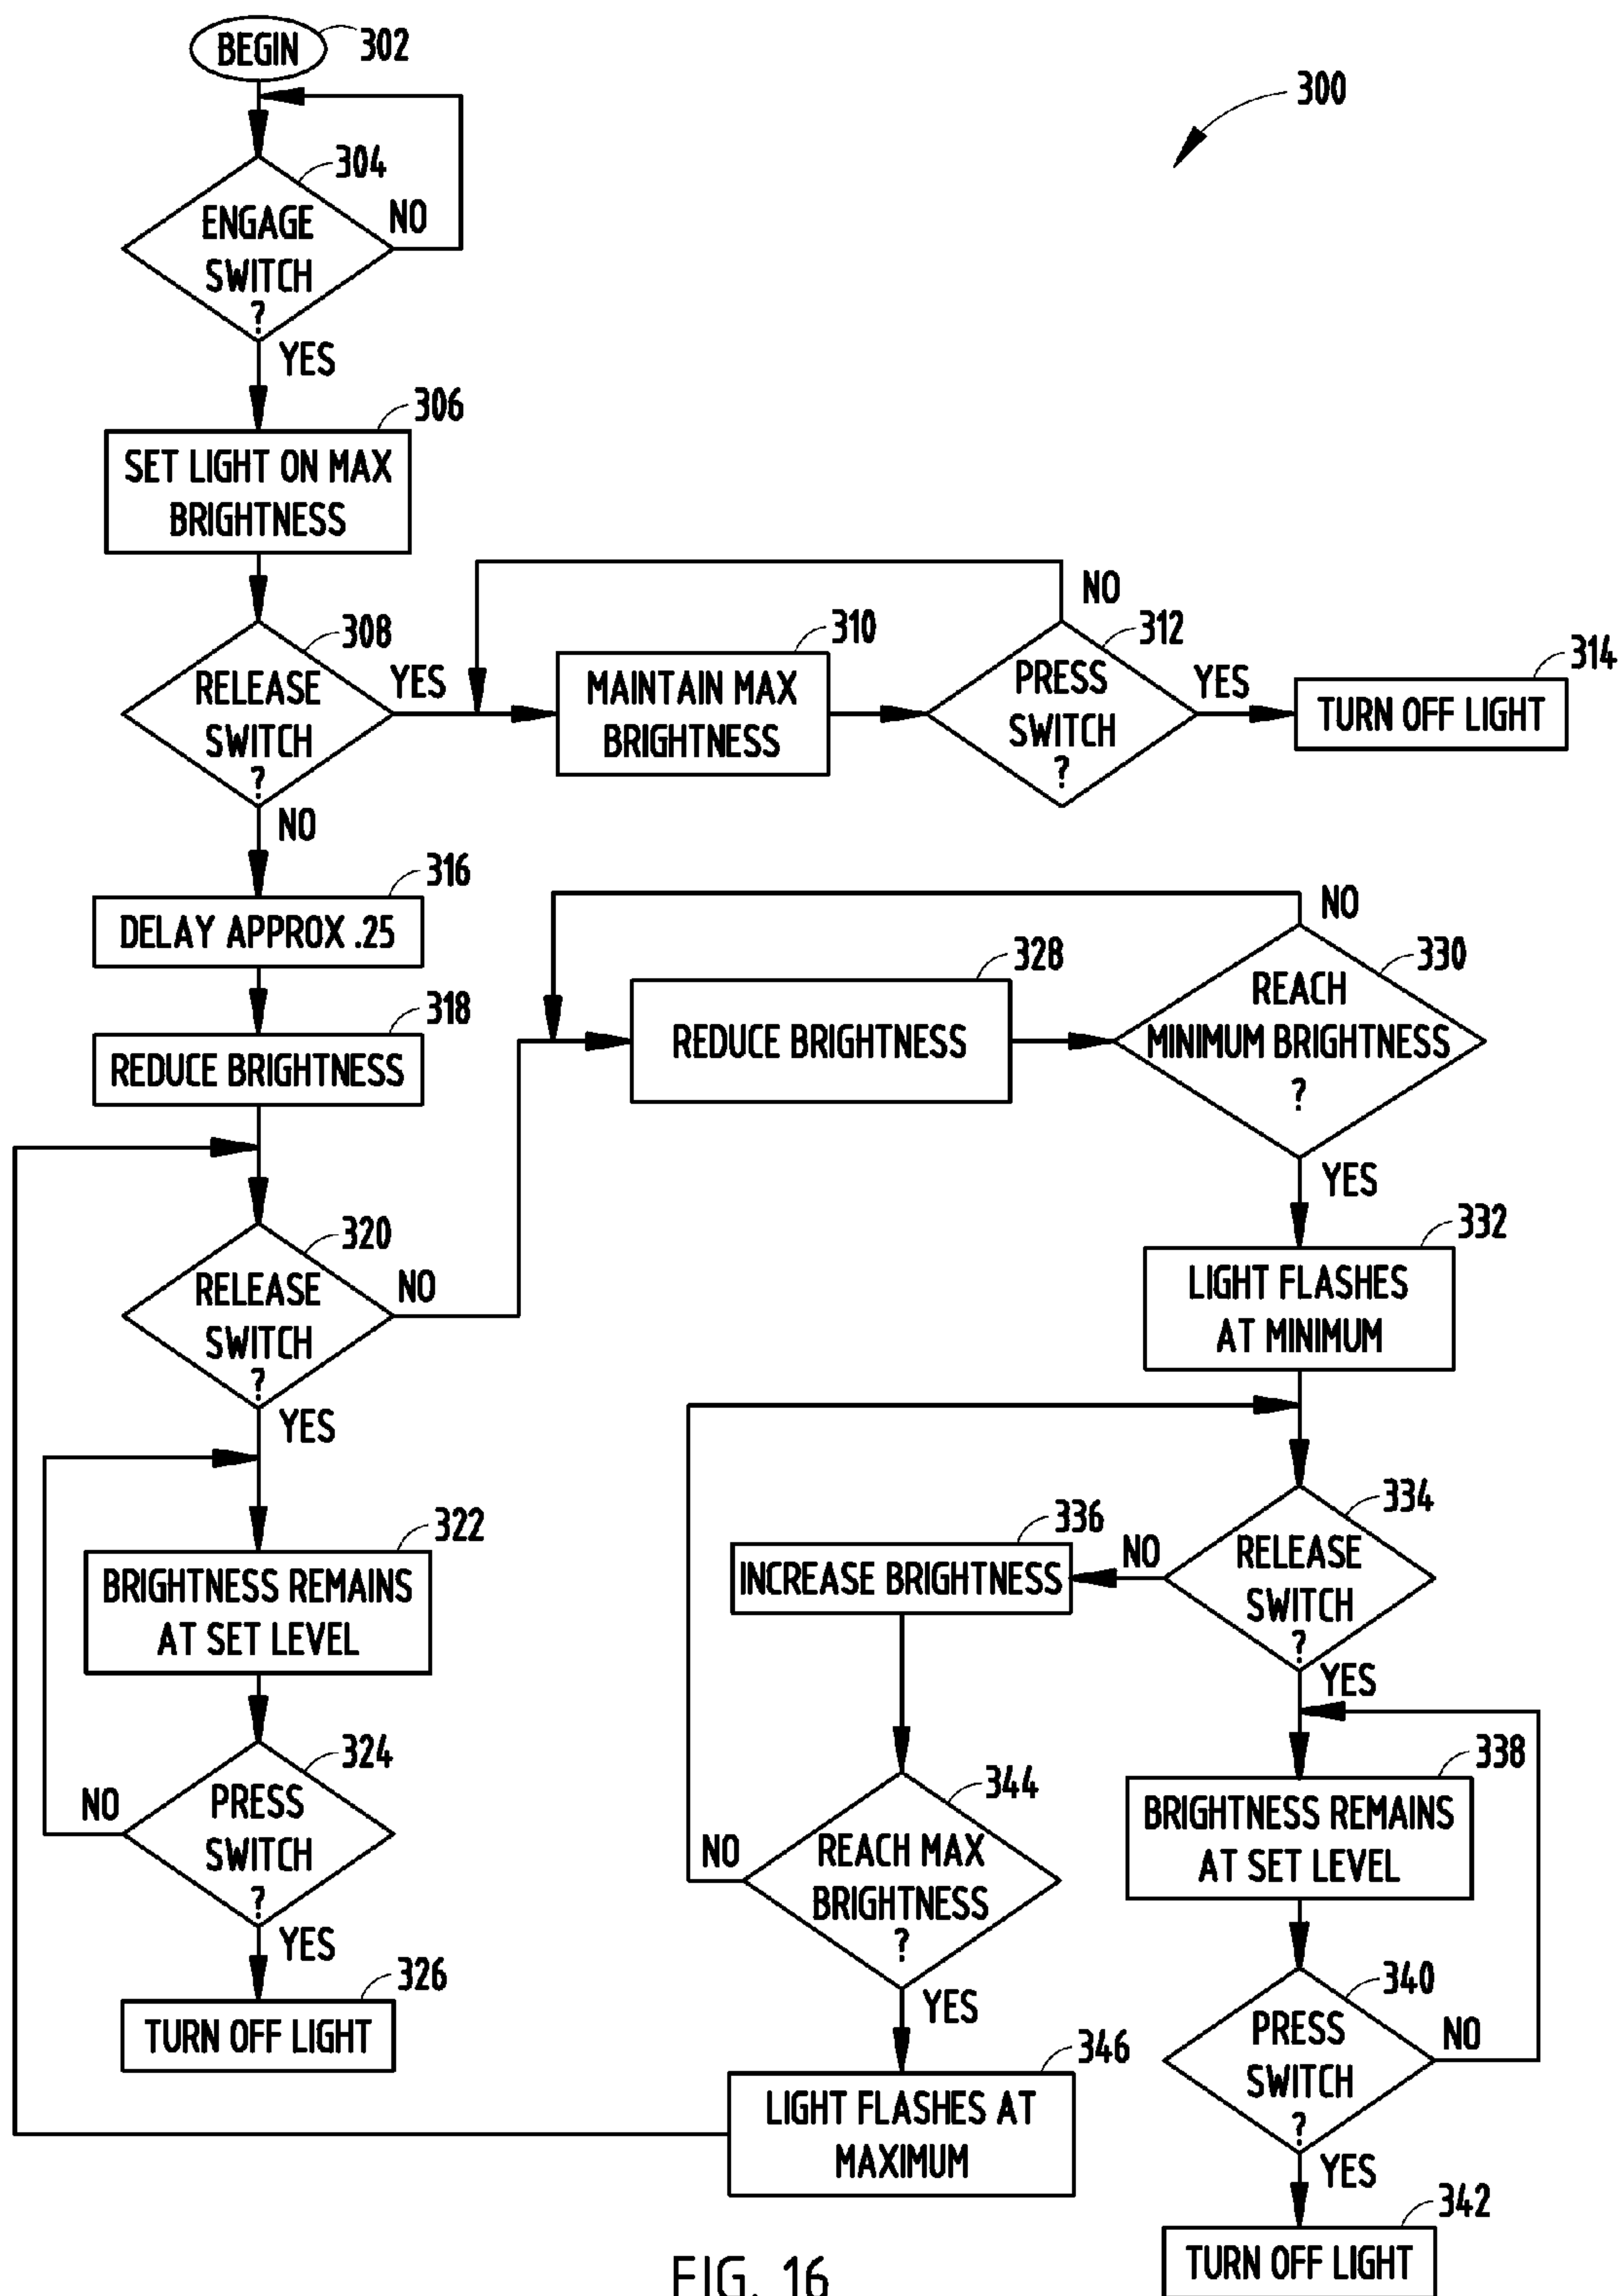 BEGIN
302
300
304
ENGAGE
SWITCH
?
NO
YES
306
SET LIGHT ON MAX
BRIGHTNESS
308
RELEASE
SWITCH
?
YES
NO
310
MAINTAIN MAX
BRIGHTNESS
312
PRESS
SWITCH
?
NO
YES
314
TURN OFF LIGHT
316
DELAY APPROX .25
318
REDUCE BRIGHTNESS
320
RELEASE
SWITCH
?
NO
YES
328
REDUCE BRIGHTNESS
330
REACH
MINIMUM BRIGHTNESS
?
NO
YES
332
LIGHT FLASHES
AT MINIMUM
322
BRIGHTNESS REMAINS
AT SET LEVEL
324
PRESS
SWITCH
?
NO
YES
326
TURN OFF LIGHT
334
RELEASE
SWITCH
?
NO
YES
336
INCREASE BRIGHTNESS
344
REACH MAX
BRIGHTNESS
?
NO
YES
346
LIGHT FLASHES AT
MAXIMUM
338
BRIGHTNESS REMAINS
AT SET LEVEL
340
PRESS
SWITCH
?
NO
YES
342
TURN OFF LIGHT
FIG. 16